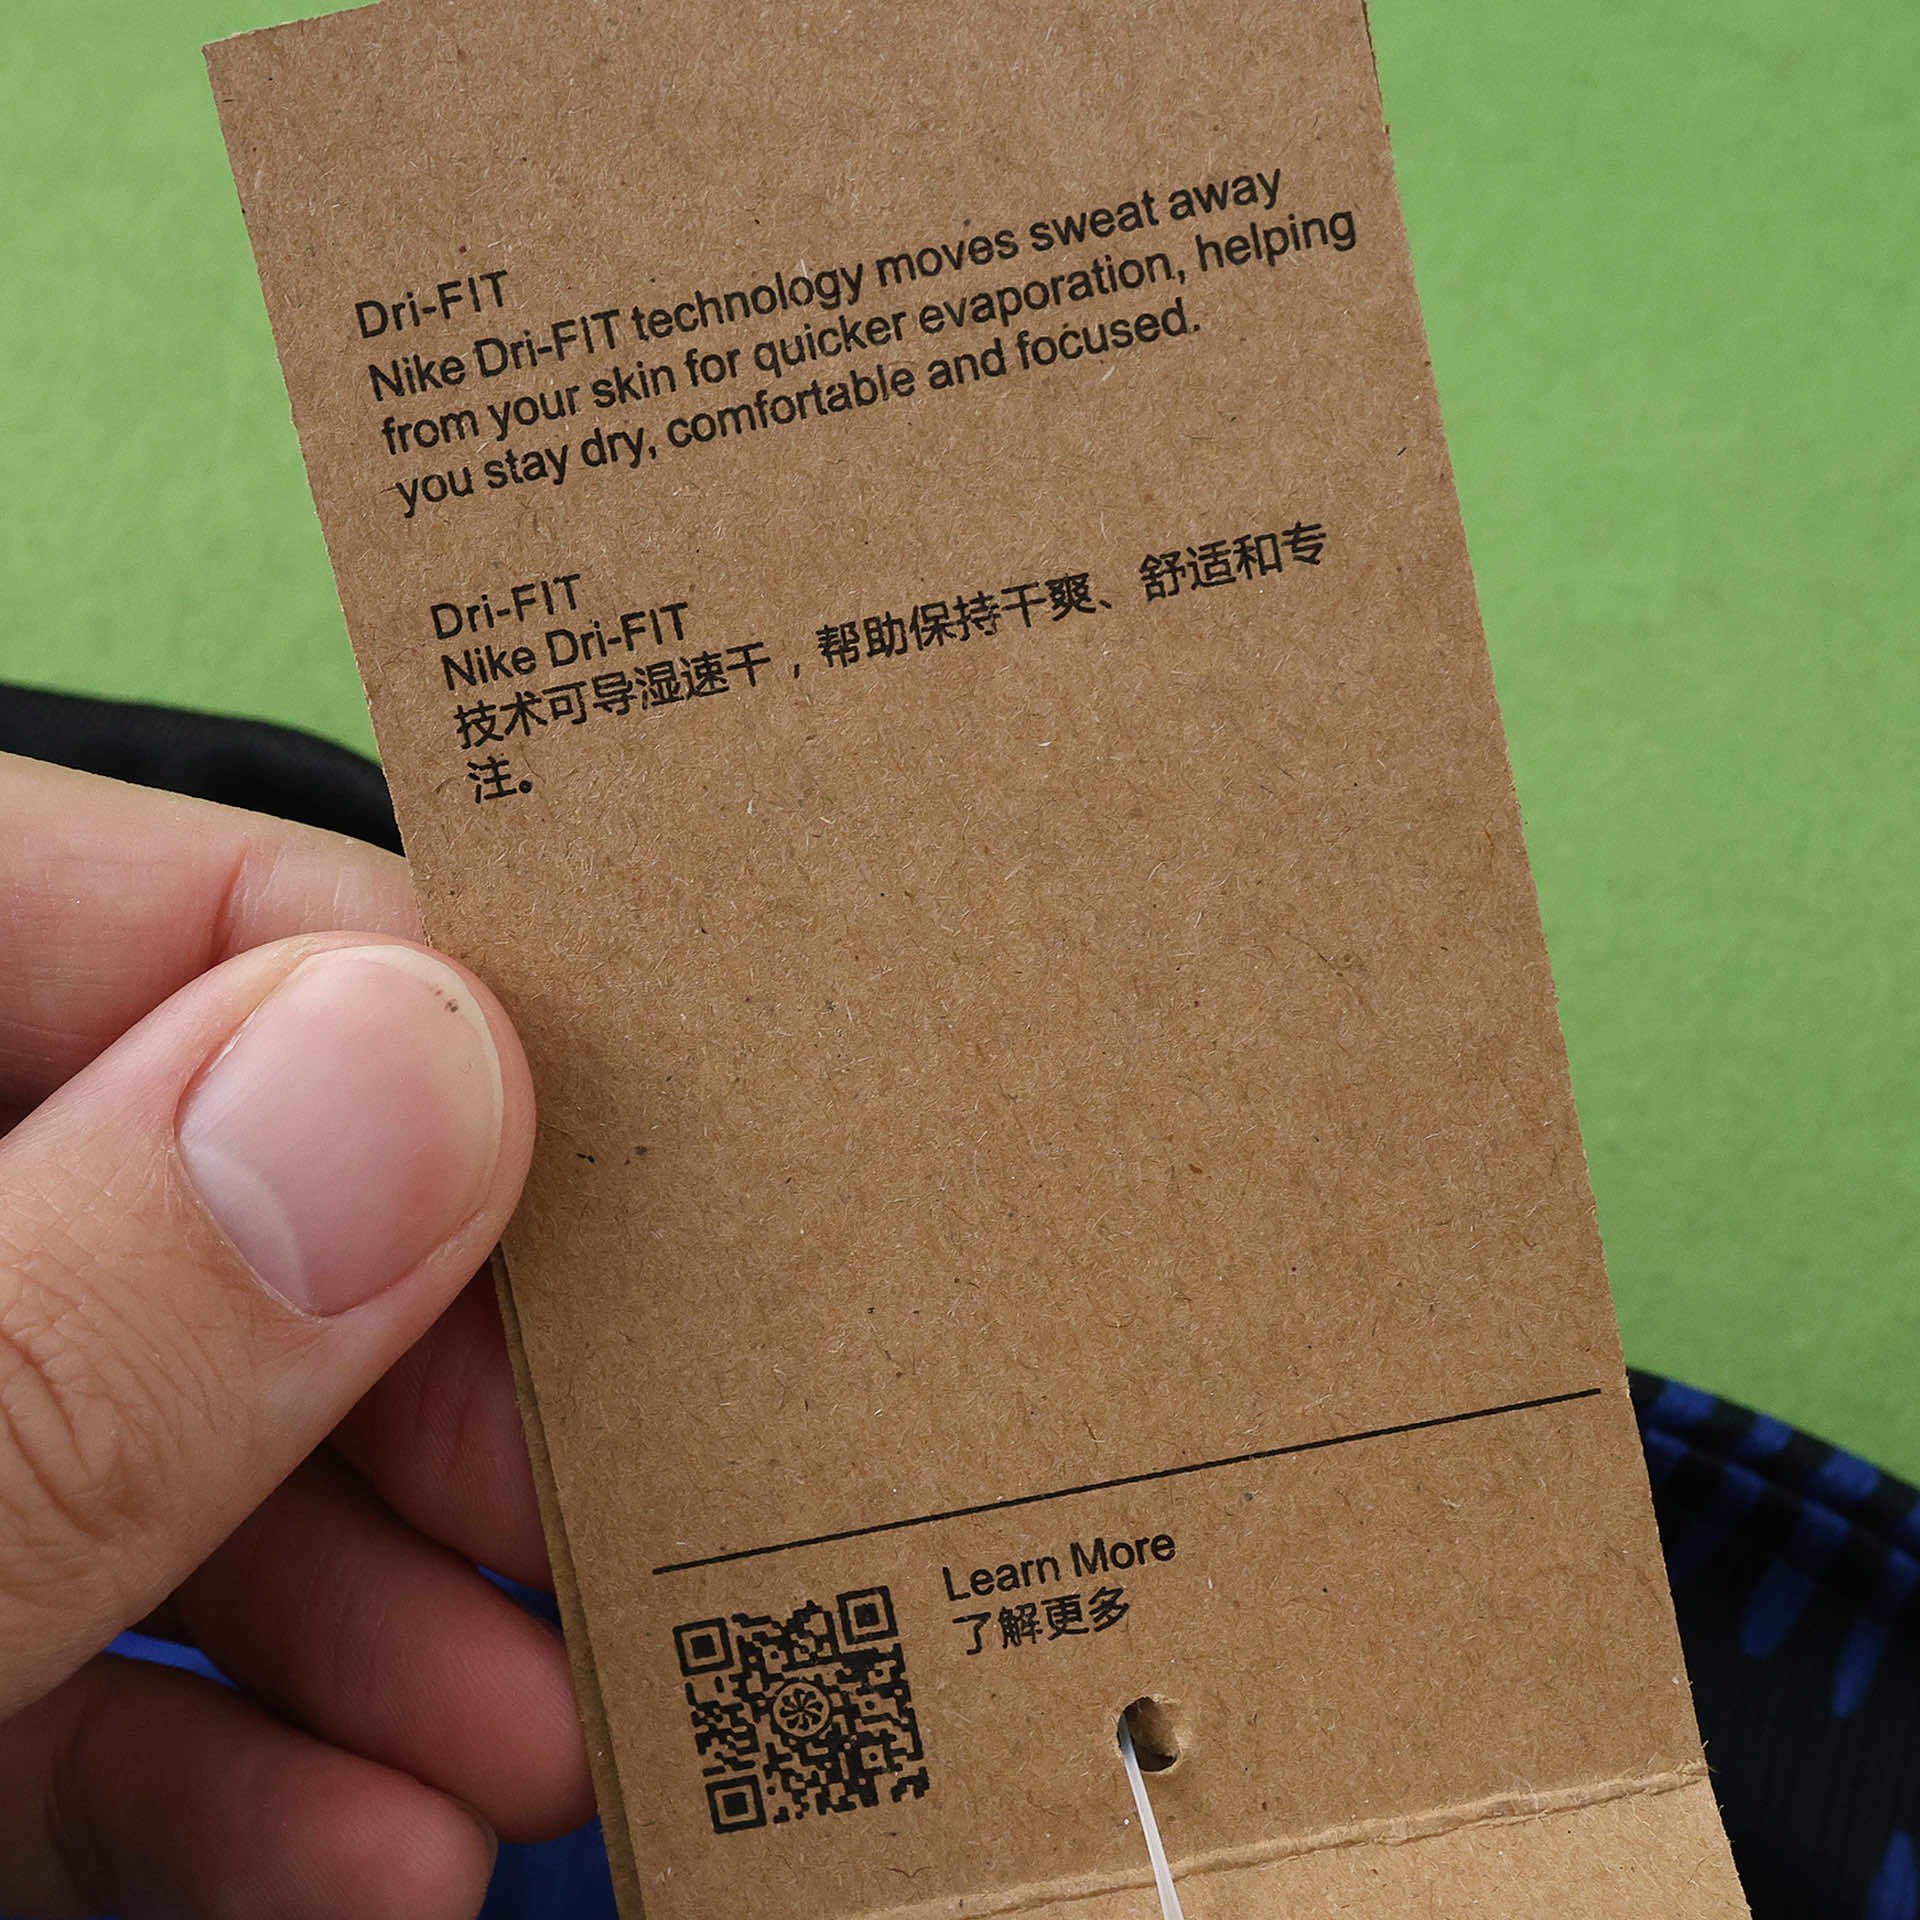 Dri-FIT
Nike Dri-FIT technology moves sweat away
from your skin for quicker evaporation, helping
you stay dry, comfortable and focused.
Dri-FIT
Nike Dri-FIT
技术可导湿速干，帮助保持干爽、舒适和专
注。
Learn More
了解更多